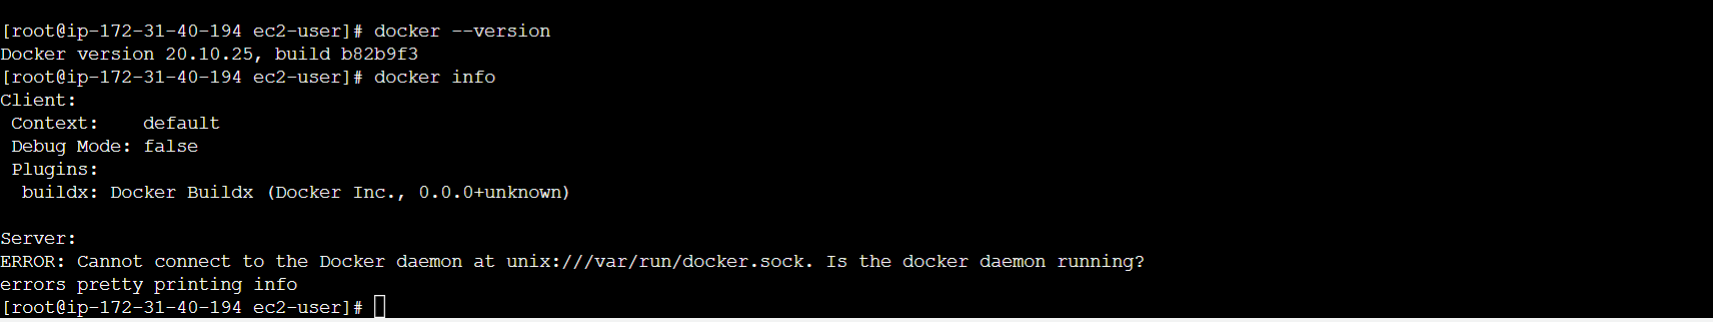 [root@ip-172-31-40-194 ec2-user]# docker --version
Docker version 20.10.25, build b82b9f3
[root@ip-172-31-40-194 ec2-user]# docker info
Client:
 Context:    default
 Debug Mode: false
 Plugins:
  buildx: Docker Buildx (Docker Inc., 0.0.0+unknown)

Server:
ERROR: Cannot connect to the Docker daemon at unix:///var/run/docker.sock. Is the docker daemon running?
errors pretty printing info
[root@ip-172-31-40-194 ec2-user]#